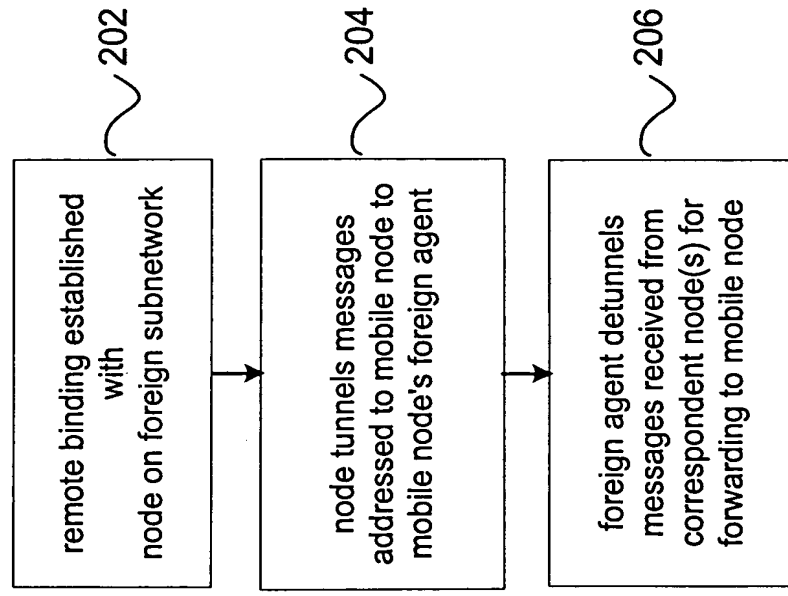 remote binding established
with
node on foreign subnetwork
202
node tunnels messages
addressed to mobile node to
mobile node's foreign agent
204
foreign agent detunnels
messages received from
correspondent node(s) for
forwarding to mobile node
206